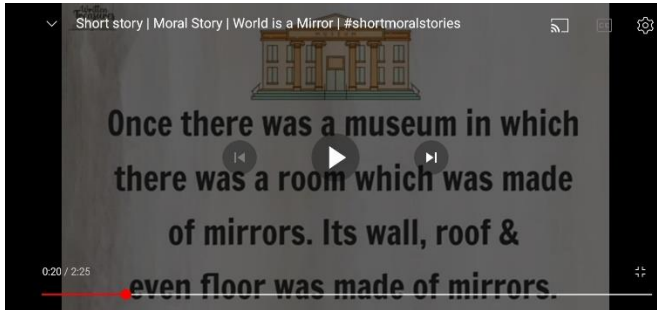 Short story | Moral Story | World is a Mirror | #shortmoralstories
Once there was a museum in which
there was a room which was made
of mirrors. Its wall, roof &
even floor was made of mirrors.
0:20 / 2:25